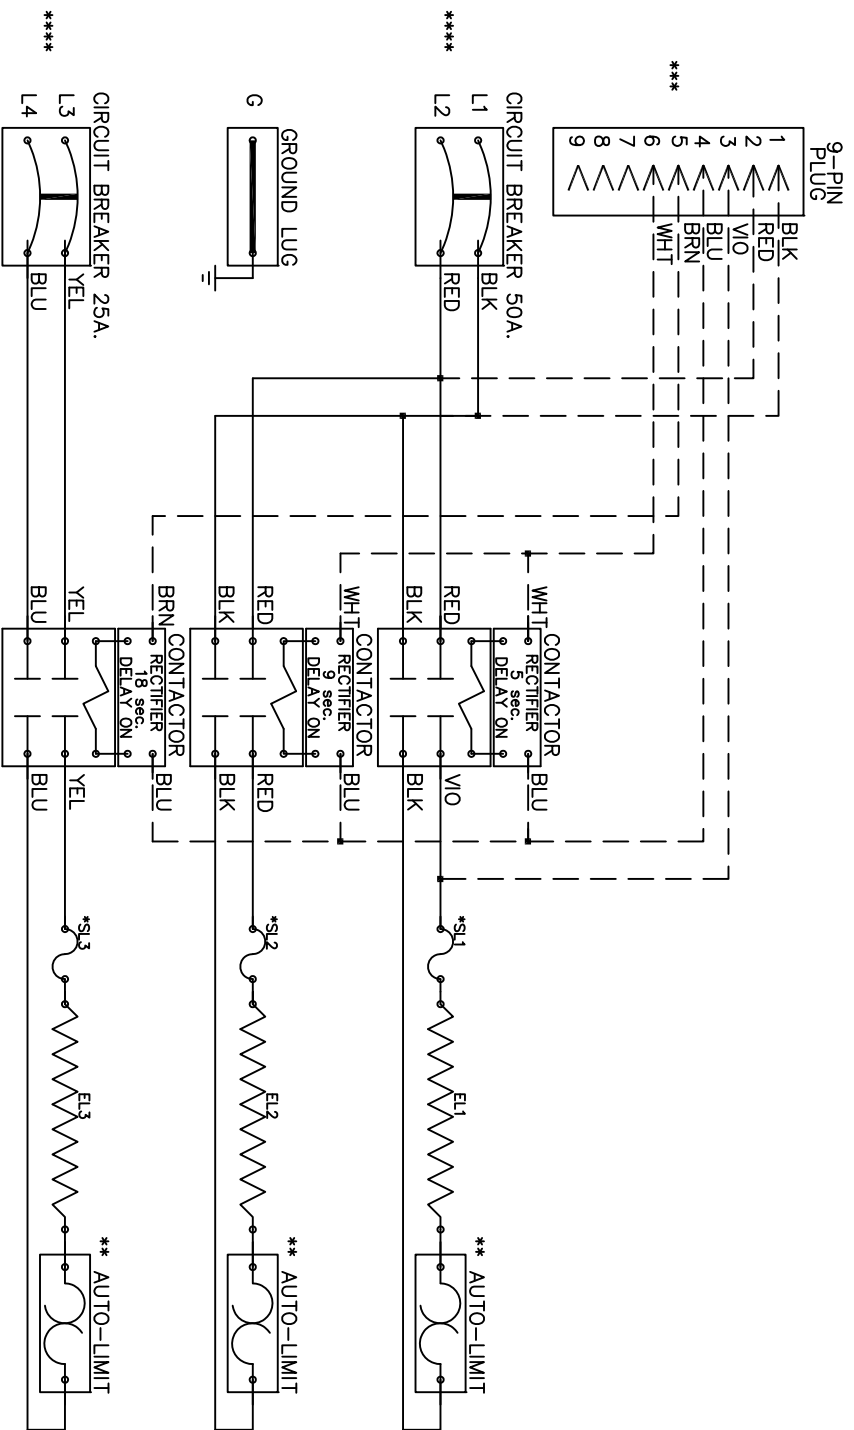 9-PIN
PLUG
***
1
2
3
4
5
6
7
8
9
BLK
RED
VIO
BLU
BRN
WHT
****
CIRCUIT BREAKER 50A.
L1
L2
BLK
RED
GROUND LUG
G
****
CIRCUIT BREAKER 25A.
L3
L4
YEL
BLU
CONTACTOR
WHT
RECTIFIER
5 sec.
DELAY ON
BLU
RED
BLK
VIO
BLK
*SL1
EL1
** AUTO-LIMIT
CONTACTOR
WHT
RECTIFIER
9 sec.
DELAY ON
BLU
RED
BLK
RED
BLK
*SL2
EL2
** AUTO-LIMIT
CONTACTOR
BRN
RECTIFIER
18 sec.
DELAY ON
BLU
YEL
BLU
YEL
BLU
*SL3
EL3
** AUTO-LIMIT